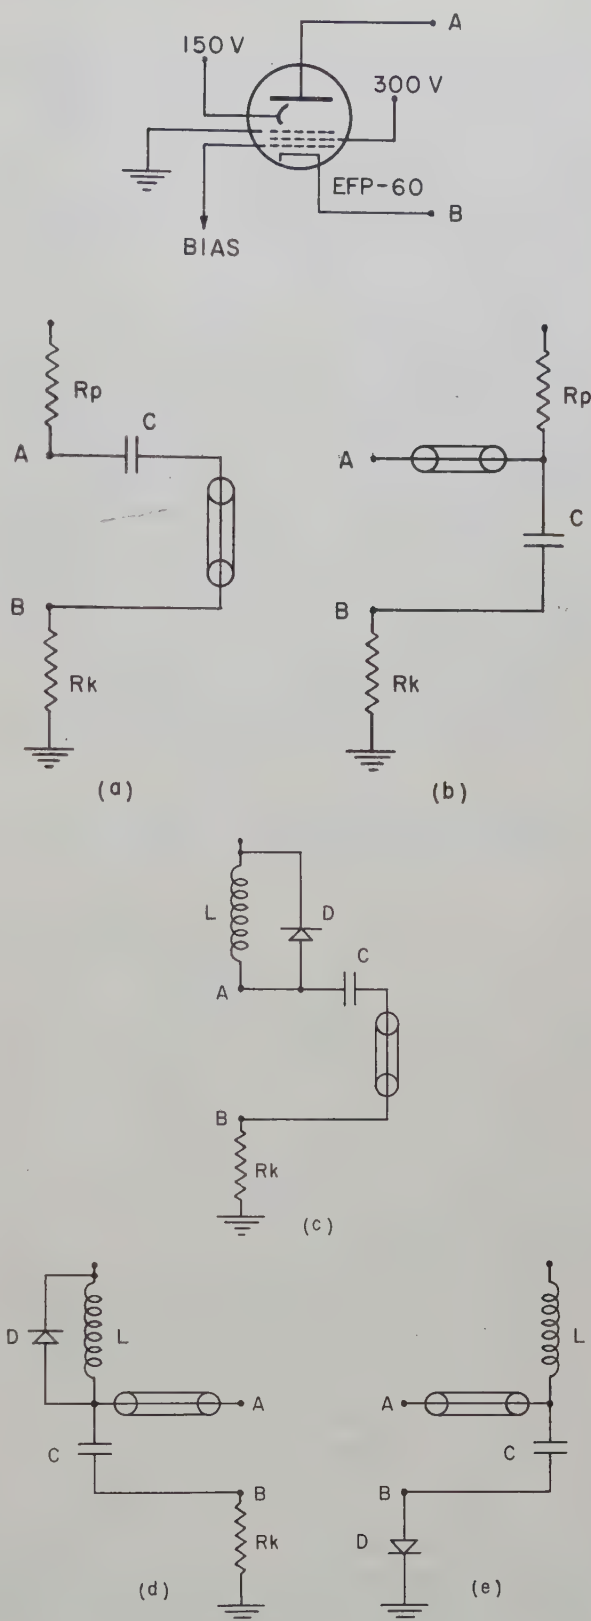 A
150 V
300 V
EFP-60
B
BIAS
Rp
C
A
B
Rk
(a)
Rp
A
C
B
Rk
(b)
L
D
C
A
B
Rk
(c)
D
L
A
C
B
Rk
(d)
L
A
C
B
D
(e)